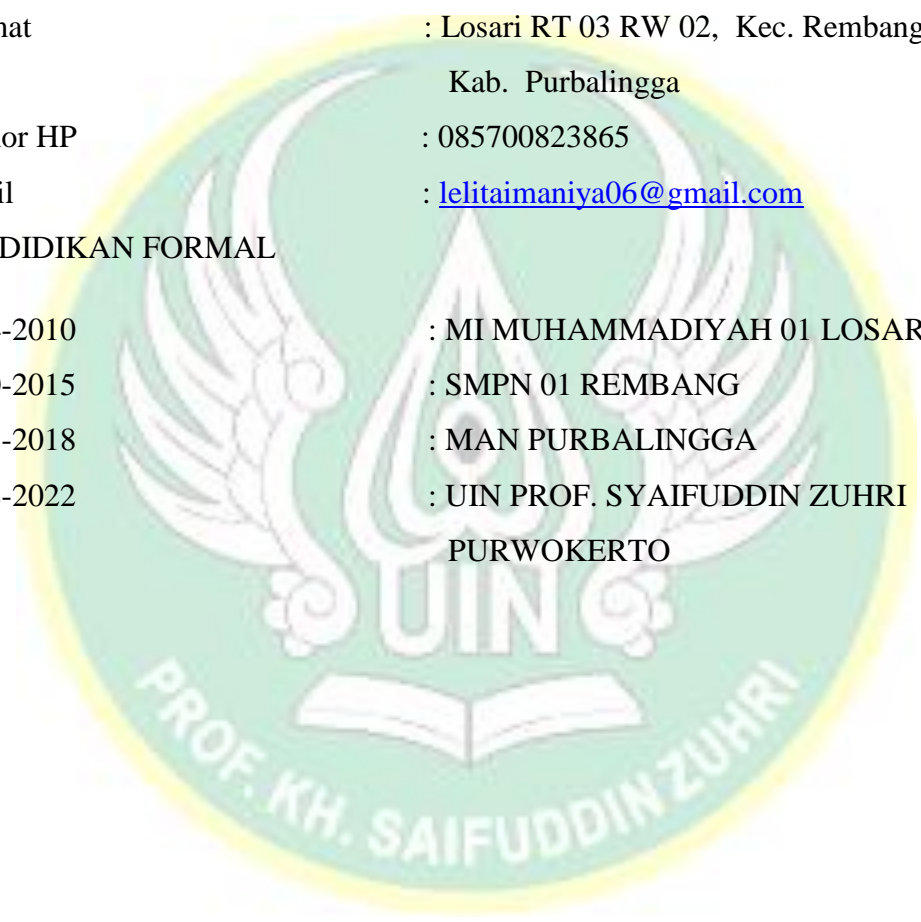 nat : Losari RT 03 RW 02, Kec. Rembang
Kab. Purbalingga
or HP : 085700823865
il : lelitaimaniya06@gmail.com
DIDIKAN FORMAL
-2010 : MI MUHAMMADIYAH 01 LOSAR
-2015 : SMPN 01 REMBANG
-2018 : MAN PURBALINGGA
-2022 : UIN PROF. SYAIFUDDIN ZUHRI
PURWOKERTO
UIN
PROF. KH. SAIFUDDIN ZUHRI